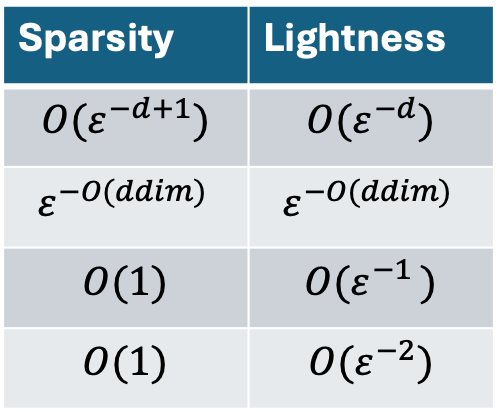 Sparsity Lightness
O(ε^{-d+1}) O(ε^{-d})
ε^{-O(ddim)} ε^{-O(ddim)}
O(1) O(ε^{-1})
O(1) O(ε^{-2})